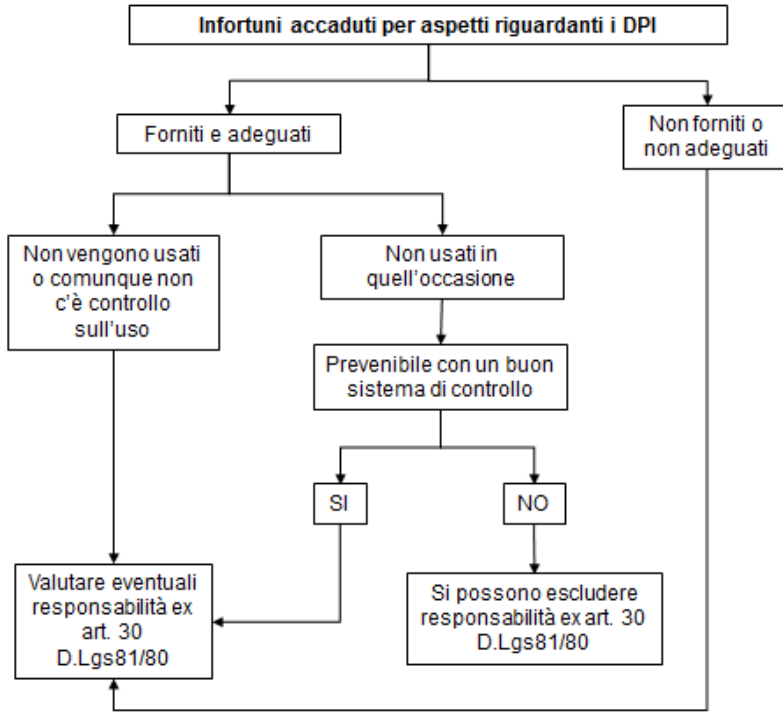 Infortuni accaduti per aspetti riguardanti i DPI
Forniti e adeguati
Non forniti o
non adeguati
Non vengono usati
o comunque non
c'è controllo
sull'uso
Non usati in
quell'occasione
Prevenibile con un buon
sistema di controllo
SI
NO
Valutare eventuali
responsabilità ex
art. 30
D.Lgs81/80
Si possono escludere
responsabilità ex art. 30
D.Lgs81/80